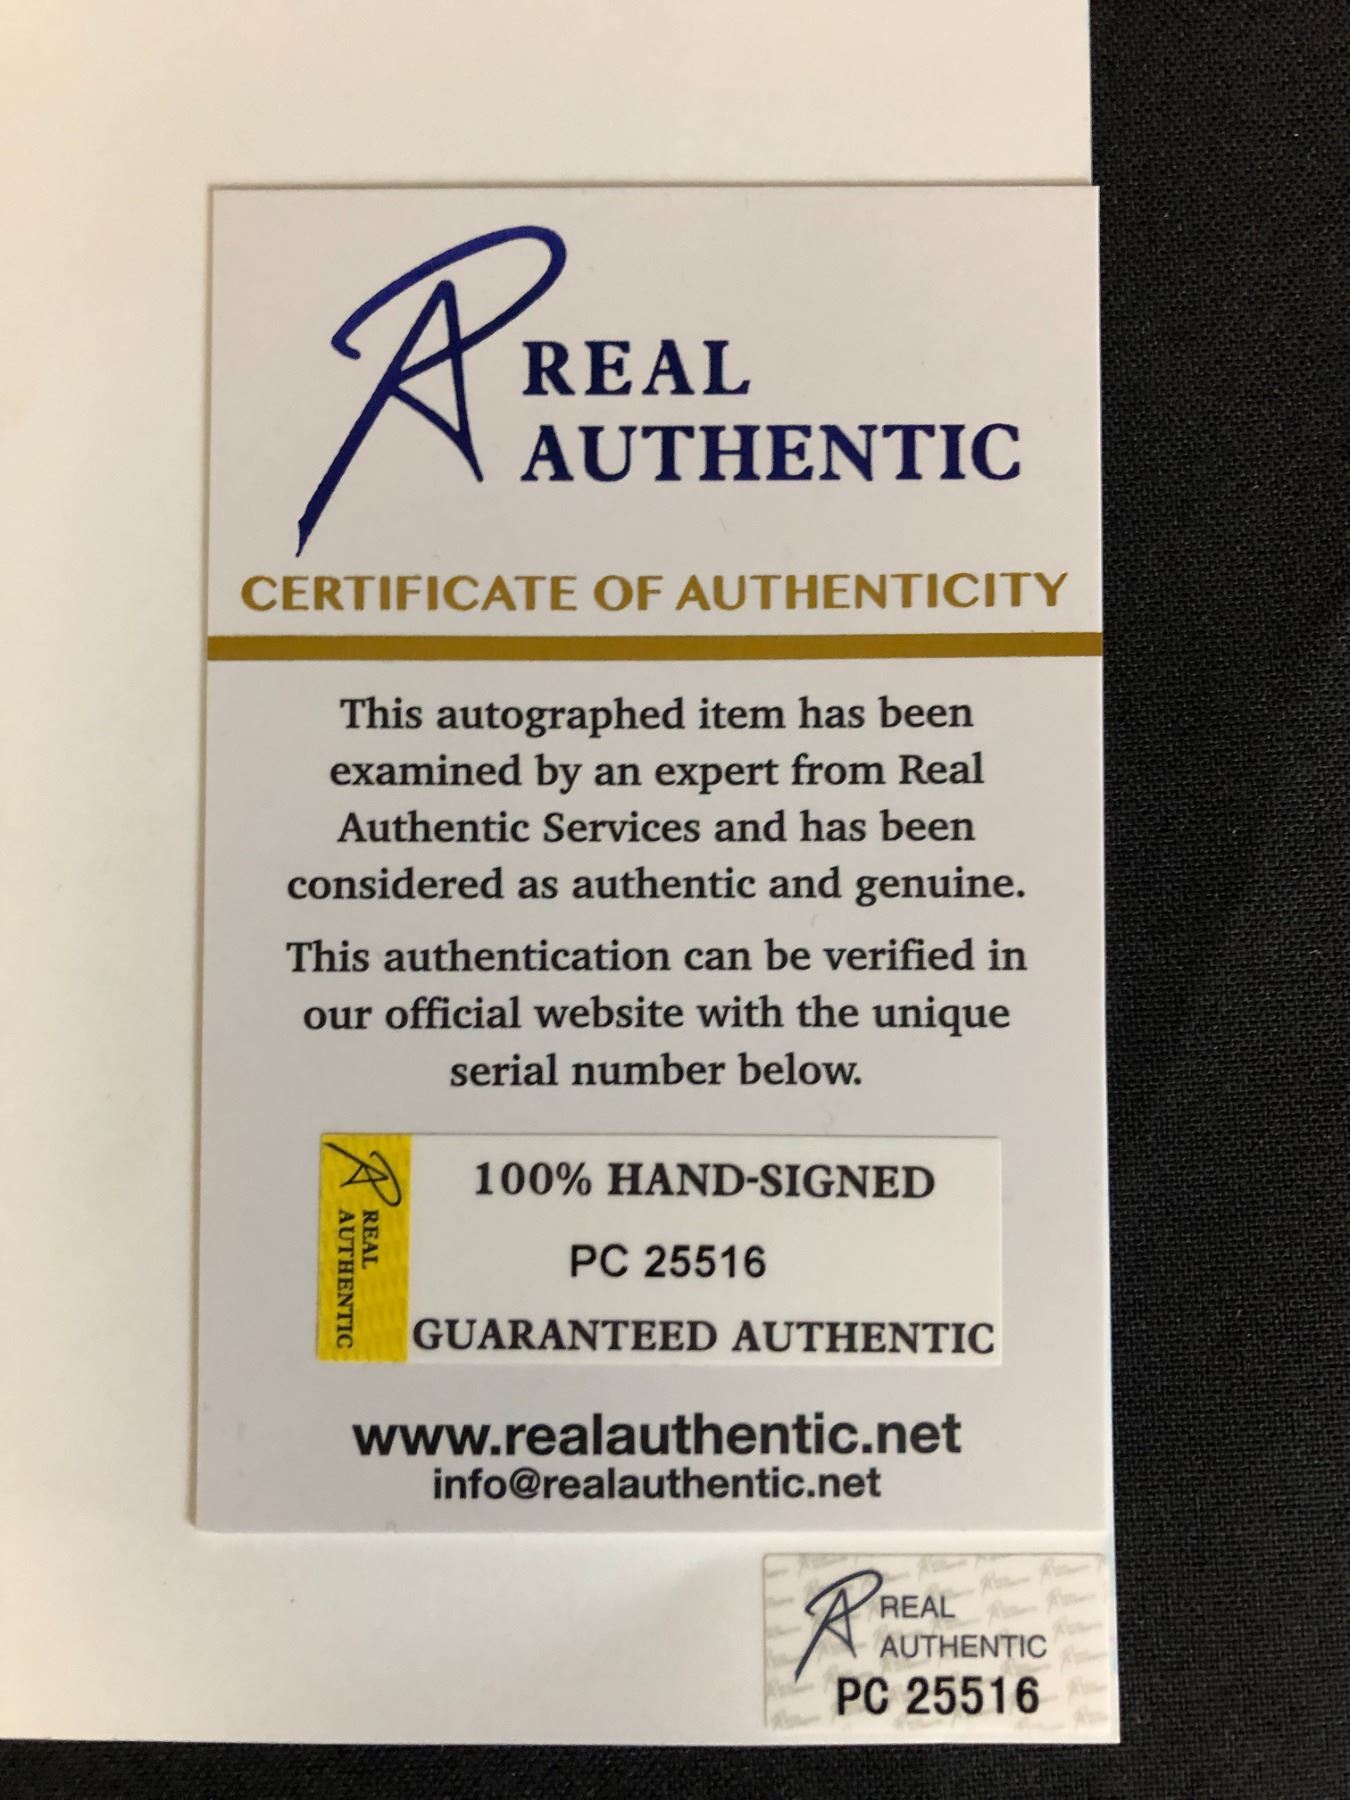 REAL
AUTHENTIC
CERTIFICATE OF AUTHENTICITY
This autographed item has been
examined by an expert from Real
Authentic Services and has been
considered as authentic and genuine.
This authentication can be verified in
our official website with the unique
serial number below.
REAL
AUTHENTIC
100% HAND-SIGNED
PC 25516
GUARANTEED AUTHENTIC
www.realauthentic.net
info@realauthentic.net
REAL
AUTHENTIC
PC 25516